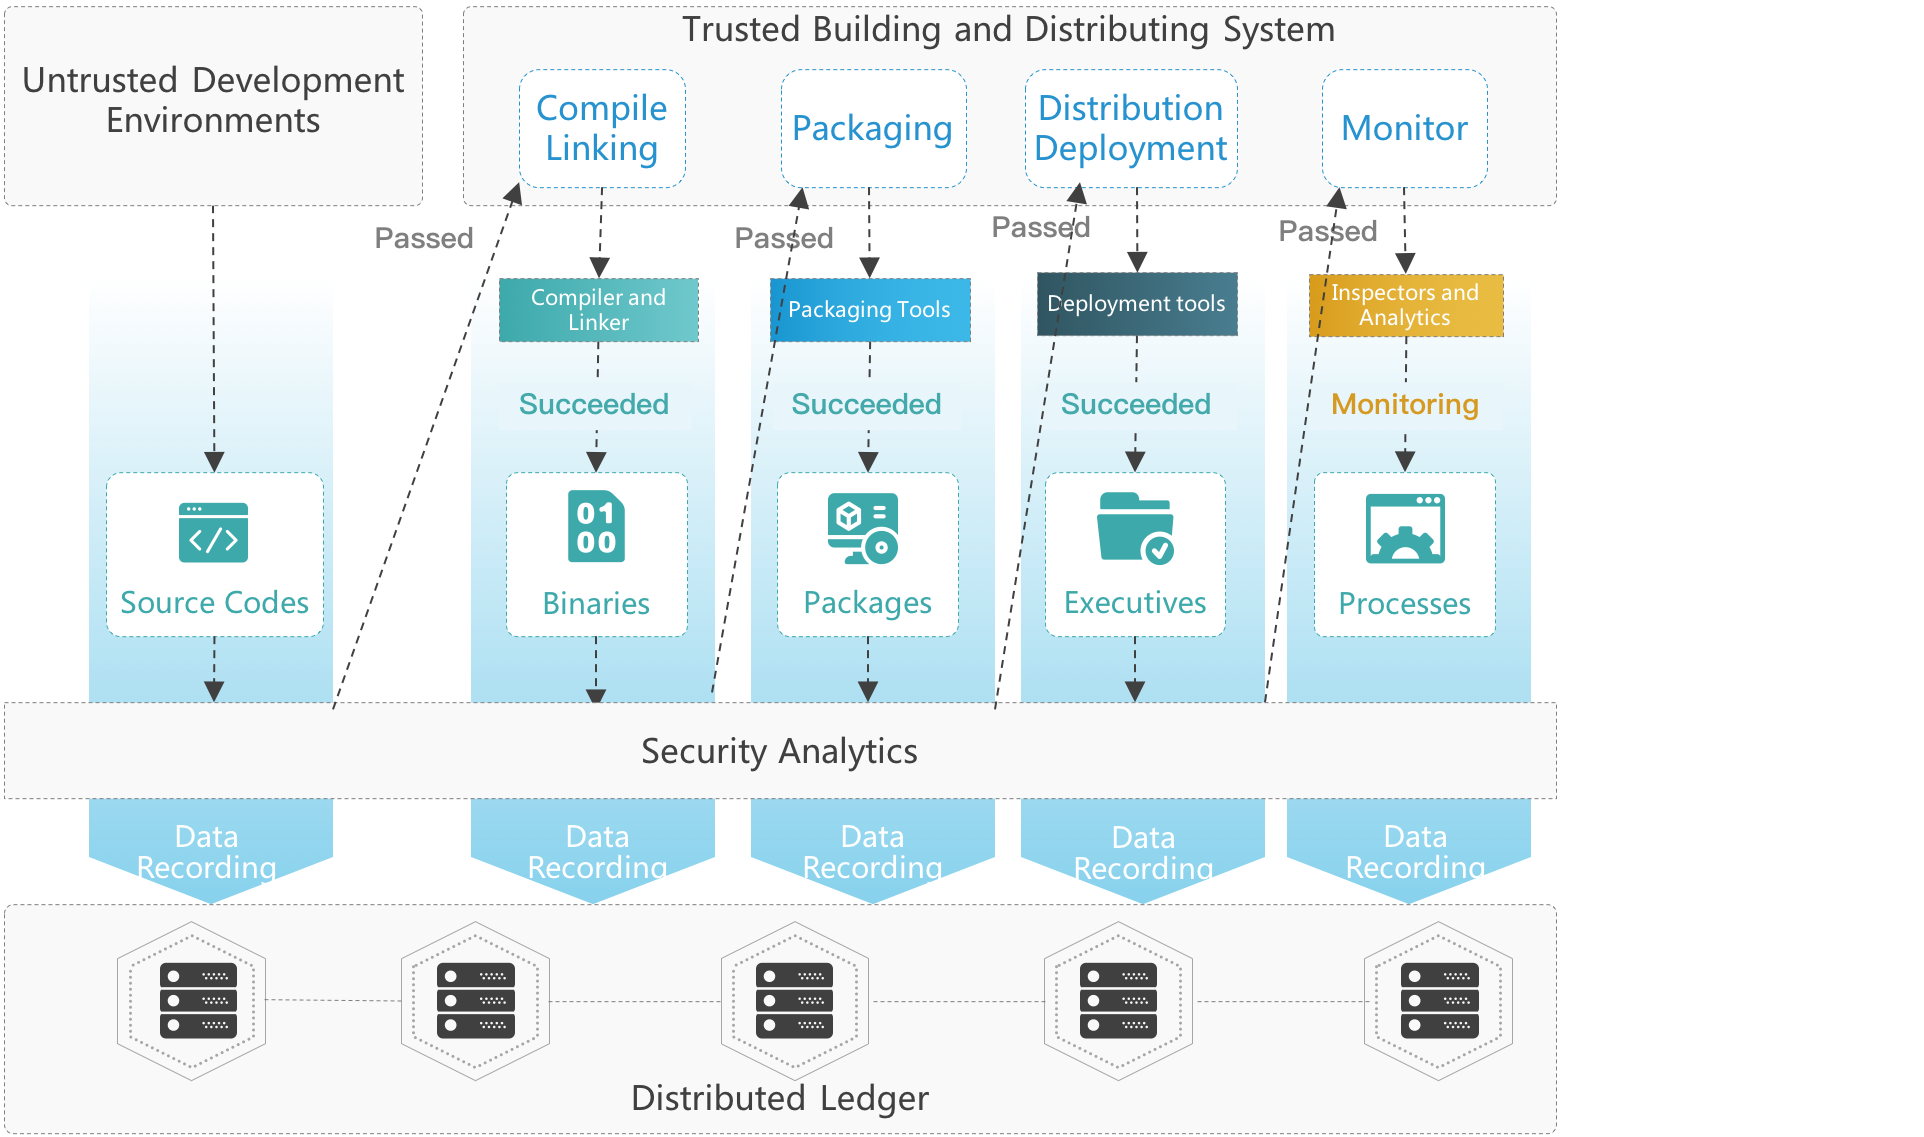 Untrusted Development
Environments
Trusted Building and Distributing System
Compile
Linking
Packaging
Distribution
Deployment
Monitor
Passed
Passed
Passed
Passed
Compiler and
Linker
Packaging Tools
Deployment tools
Inspectors and
Analytics
Succeeded
Succeeded
Succeeded
Monitoring
01
00
Source Codes
Binaries
Packages
Executives
Processes
Security Analytics
Data
Recording
Data
Recording
Data
Recording
Data
Recording
Data
Recording
Distributed Ledger